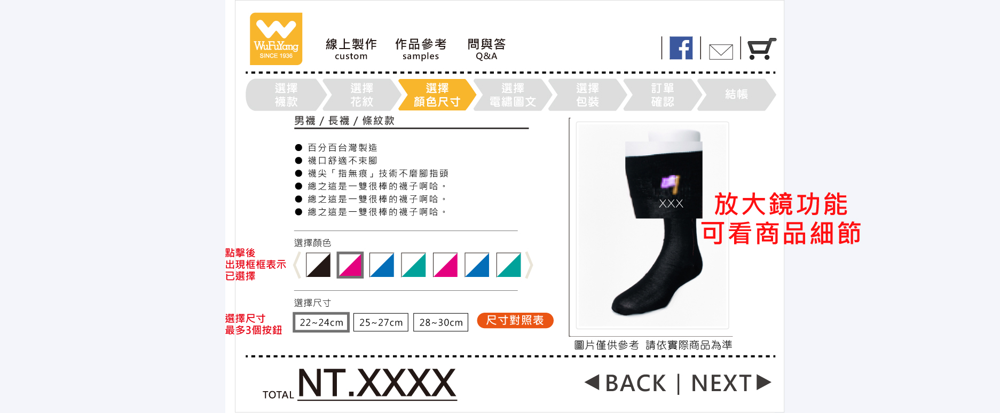 WuFuYang
SINCE 1936
線上製作
custom
作品參考
samples
問與答
Q&A
選擇
襪款
選擇
花紋
選擇
顏色尺寸
選擇
電繡圖文
選擇
包裝
訂單
確認
結帳
男襪 / 長襪 / 條紋款
● 百分百台灣製造
● 襪口舒適不束腳
● 襪尖「指無痕」技術不磨腳指頭
● 總之這是一雙很棒的襪子啊哈。
● 總之這是一雙很棒的襪子啊哈。
● 總之這是一雙很棒的襪子啊哈。
XXX
放大鏡功能
可看商品細節
選擇顏色
點擊後
出現框框表示
已選擇
選擇尺寸
選擇尺寸
最多3個按鈕
22~24cm
25~27cm
28~30cm
尺寸對照表
圖片僅供參考 請依實際商品為準
TOTAL NT.XXXX
BACK | NEXT